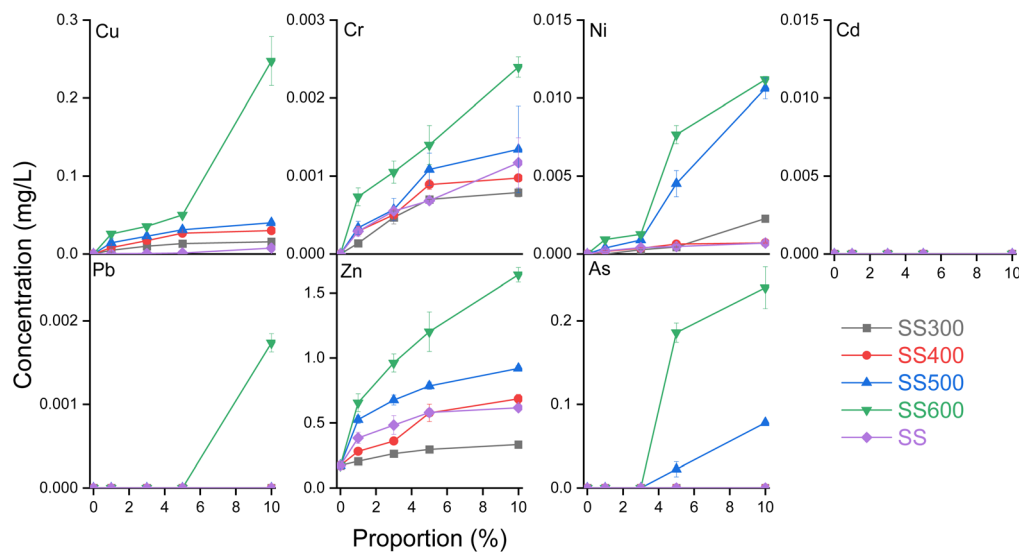 Cu
Cr
Ni
Cd
0.3
0.2
0.1
0.0
0.003
0.002
0.001
0.000
0.015
0.010
0.005
0.000
0.015
0.010
0.005
0.000
0 2 4 6 8 10
Pb
Zn
As
0.002
0.001
0.000
0 2 4 6 8 10
1.5
1.0
0.5
0.0
0 2 4 6 8 10
0.2
0.1
0.0
0 2 4 6 8 10
SS300
SS400
SS500
SS600
SS
Concentration (mg/L)
Proportion (%)